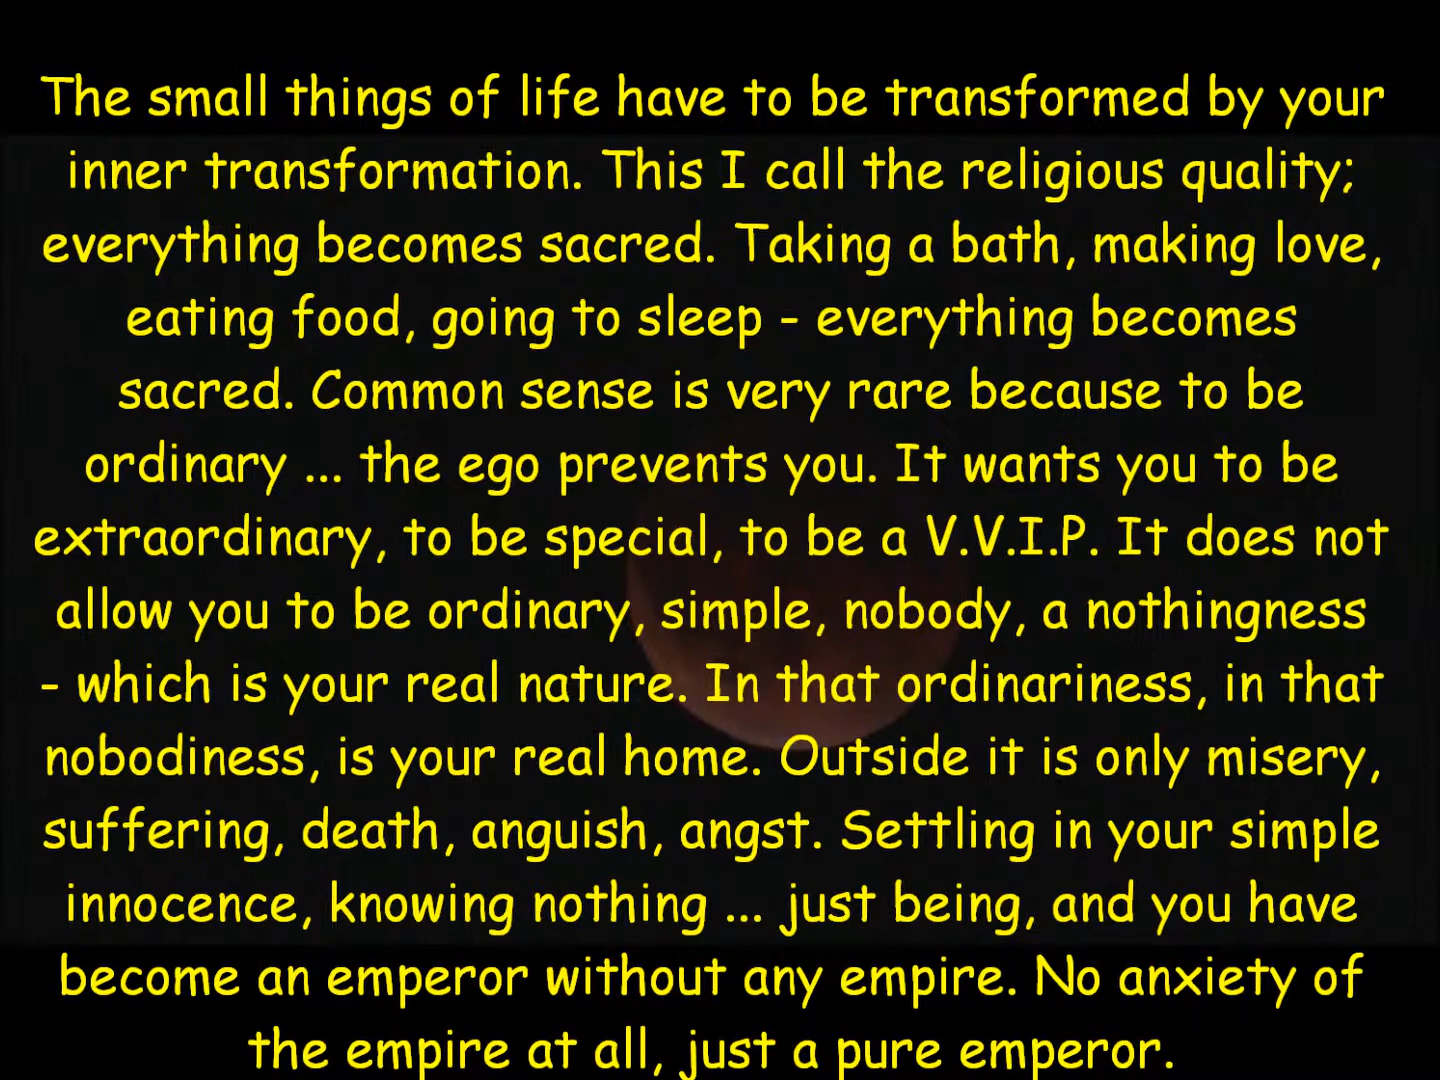 The small things of life have to be transformed by your
inner transformation. This I call the religious quality;
everything becomes sacred. Taking a bath, making love,
eating food, going to sleep - everything becomes
sacred. Common sense is very rare because to be
ordinary ... the ego prevents you. It wants you to be
extraordinary, to be special, to be a V.V.I.P. It does not
allow you to be ordinary, simple, nobody, a nothingness
- which is your real nature. In that ordinariness, in that
nobodiness, is your real home. Outside it is only misery,
suffering, death, anguish, angst. Settling in your simple
innocence, knowing nothing ... just being, and you have
become an emperor without any empire. No anxiety of
the empire at all, just a pure emperor.